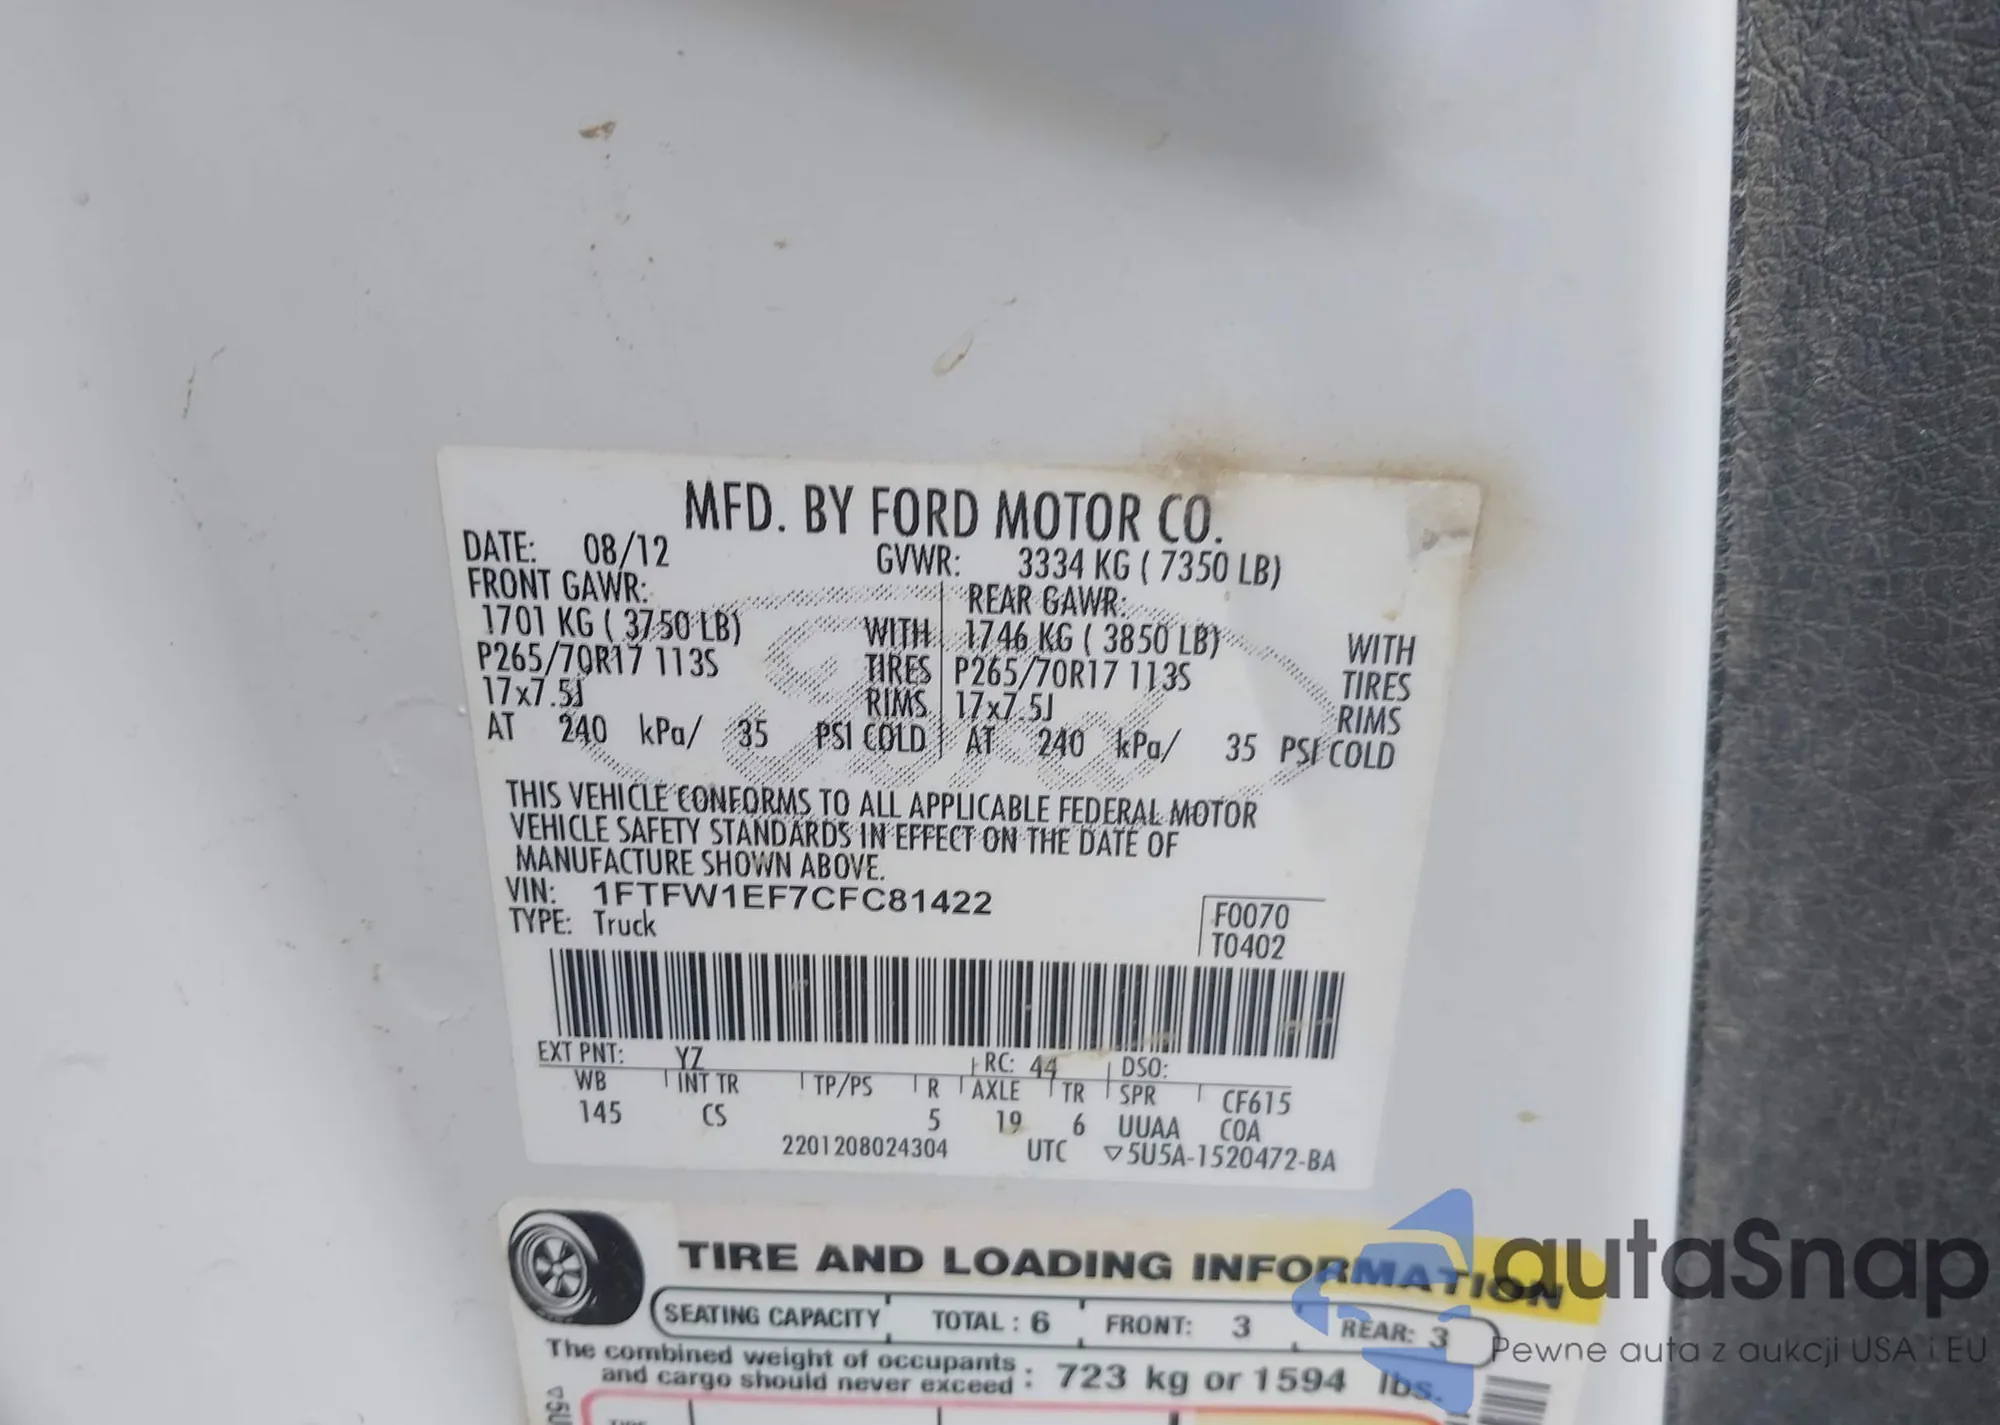 MFD. BY FORD MOTOR CO.
DATE: 08/12 GVWR: 3334 KG ( 7350 LB)
FRONT GAWR: REAR GAWR:
1701 KG ( 3750 LB) WITH 1746 KG ( 3850 LB) WITH
P265/70R17 113S TIRES P265/70R17 113S TIRES
17x7.5J RIMS 17x7.5J RIMS
AT 240 kPa/ 35 PSI COLD AT 240 kPa/ 35 PSI COLD
THIS VEHICLE CONFORMS TO ALL APPLICABLE FEDERAL MOTOR
VEHICLE SAFETY STANDARDS IN EFFECT ON THE DATE OF
MANUFACTURE SHOWN ABOVE.
VIN: 1FTFW1EF7CFC81422
TYPE: Truck
F0070
T0402
EXT PNT: YZ RC: 44 DSO:
WB INT TR TP/PS R AXLE TR SPR CF615
145 CS 5 19 6 UUAA COA
2201208024304 UTC ▽5U5A-1520472-BA
TIRE AND LOADING INFORMATION
SEATING CAPACITY TOTAL : 6 FRONT: 3 REAR: 3
The combined weight of occupants
and cargo should never exceed : 723 kg or 1594 lbs.
autaSnap
Pewne auta z aukcji USA i EU